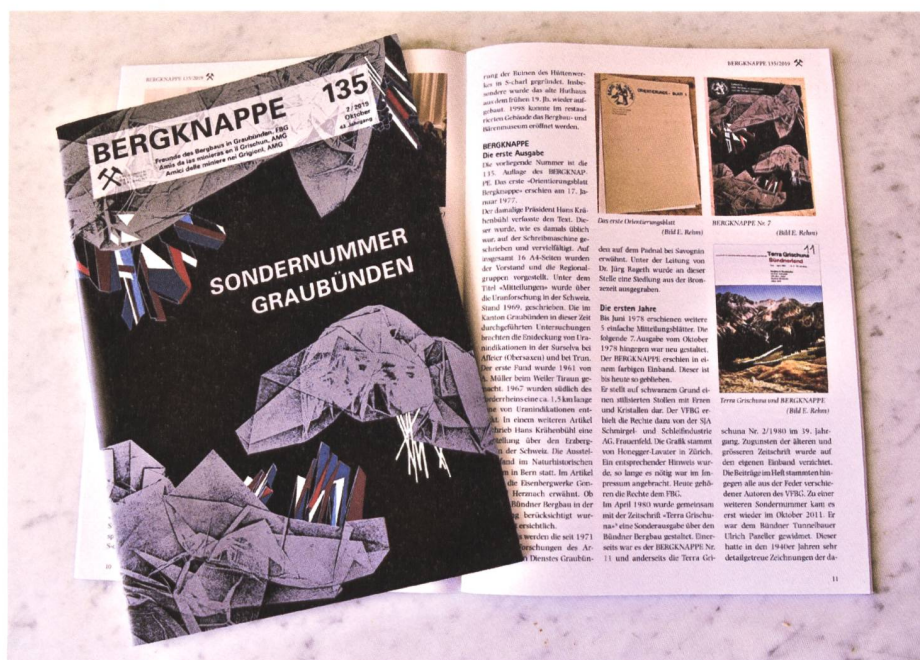 BERGKNAPPE 135/2019
BERGKNAPPE
135
2/2019
Oktober
43. Jahrgang
Freunde des Bergbaus in Graubünden, FBG
Amis da las minieras en il Grischun, AMG
Amici delle miniere nei Grigioni, AMG
SONDERNUMMER
GRAUBÜNDEN
10
BERGKNAPPE 135/2019
rung der Ruinen des Hüttenwer-
kes in S-charl gegründet. Insbe-
sondere wurde das alte Huthaus
aus dem frühen 19. Jh. wieder auf-
gebaut. 1998 konnte im restau-
rierten Gebäude das Bergbau- und
Bärenmuseum eröffnet werden.
BERGKNAPPE
Die erste Ausgabe
Die vorliegende Nummer ist die
135. Auflage des BERGKNAP-
PE. Das erste «Orientierungsblatt
Bergknappe» erschien am 17. Ja-
nuar 1977.
Der damalige Präsident Hans Krä-
henbühl verfasste den Text. Die-
ser wurde, wie es damals üblich
war, auf der Schreibmaschine ge-
schrieben und vervielfältigt. Auf
insgesamt 16 A4-Seiten wurden
der Vorstand und die Regional-
gruppen vorgestellt. Unter dem
Titel «Mitteilungen» wurde über
die Uranforschung in der Schweiz,
Stand 1969, geschrieben. Die im
Kanton Graubünden in dieser Zeit
durchgeführten Untersuchungen
brachten die Entdeckung von Ura-
nindikationen in der Surselva bei
Affeier (Obersaxen) und bei Trun.
Der erste Fund wurde 1961 von
A. Müller beim Weiler Tiraun ge-
macht. 1967 wurden südlich des
Vorderrheins eine ca. 1,5 km lange
von Uranindikationen ent-
In einem weiteren Artikel
Hans Krähenbühl eine
über den Erzberg-
der Schweiz. Die Ausstel-
im Naturhistorischen
in Bern statt. Im Artikel
die Eisenbergwerke Gon-
Herznach erwähnt. Ob
Bündner Bergbau in der
berücksichtigt wur-
ersichtlich.
werden die seit 1971
Forschungen des Ar-
Dienstes Graubün-
ORIENTIERUNGS - BLATT
Das erste Orientierungsblatt
(Bild E. Rehm)
BERGKNAPPE Nr. 7
(Bild E. Rehm)
den auf dem Padnal bei Savognin
erwähnt. Unter der Leitung von
Dr. Jürg Rageth wurde an dieser
Stelle eine Siedlung aus der Bron-
zezeit ausgegraben.
Die ersten Jahre
Bis Juni 1978 erschienen weitere
5 einfache Mitteilungsblätter. Die
folgende 7. Ausgabe vom Oktober
1978 hingegen war neu gestaltet.
Der BERGKNAPPE erschien in ei-
nem farbigen Einband. Dieser ist
bis heute so geblieben.
Er stellt auf schwarzem Grund ei-
nen stilisierten Stollen mit Erzen
und Kristallen dar. Der VFBG er-
hielt die Rechte dazu von der SJA
Schmirgel- und Schleifindustrie
AG, Frauenfeld. Die Grafik stammt
von Honegger-Lavater in Zürich.
Ein entsprechender Hinweis wur-
de, so lange es nötig war im Im-
pressum angebracht. Heute gehö-
ren die Rechte dem FBG.
Im April 1980 wurde gemeinsam
mit der Zeitschrift «Terra Grischu-
na»* eine Sonderausgabe über den
Bündner Bergbau gestaltet. Einer-
seits war es der BERGKNAPPE Nr.
11 und anderseits die Terra Gri-
Terra Grischuna
Bündnerland
11
Terra Grischuna und BERGKNAPPE
(Bild E. Rehm)
schuna Nr. 2/1980 im 39. Jahr-
gang. Zugunsten der älteren und
grösseren Zeitschrift wurde auf
den eigenen Einband verzichtet.
Die Beiträge im Heft stammten hin-
gegen alle aus der Feder verschie-
dener Autoren des VFBG. Zu einer
weiteren Sondernummer kam es
erst wieder im Oktober 2011. Er
war dem Bündner Tunnelbauer
Ulrich Paseller gewidmet. Dieser
hatte in den 1940er Jahren sehr
detailgetreue Zeichnungen der da-
11